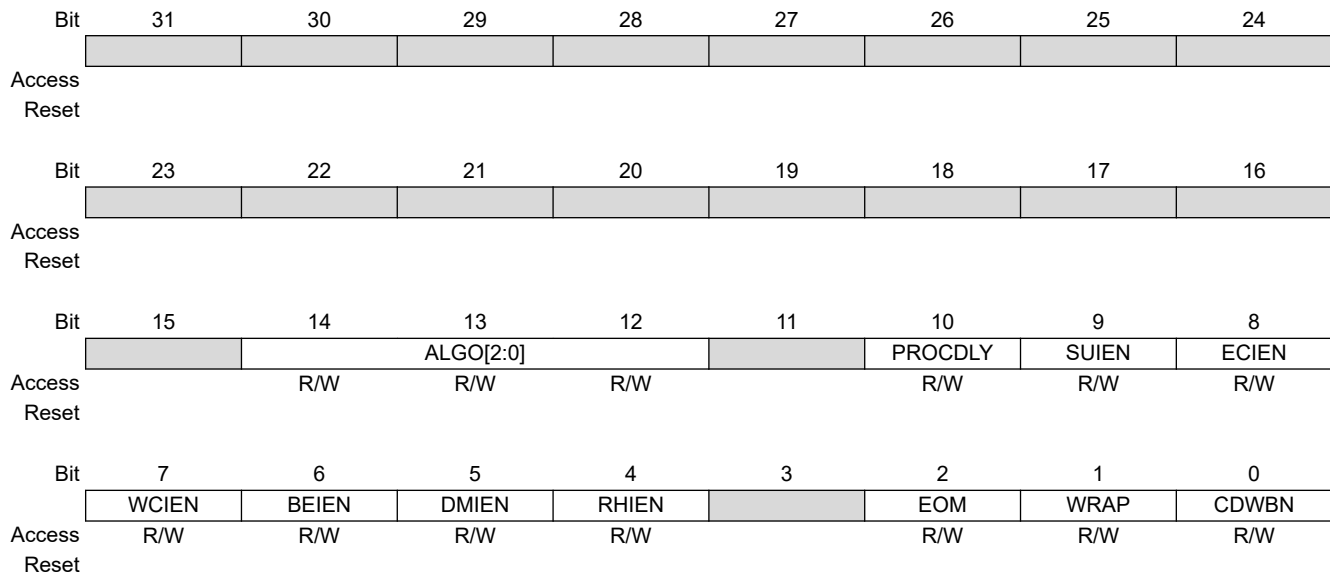 Bit 31 30 29 28 27 26 25 24
Access
Reset
Bit 23 22 21 20 19 18 17 16
Access
Reset
Bit 15 14 13 12 11 10 9 8
ALGO[2:0] PROCDLY SUIEN ECIEN
Access R/W R/W R/W R/W R/W R/W
Reset
Bit 7 6 5 4 3 2 1 0
WCIEN BEIEN DMIEN RHIEN EOM WRAP CDWBN
Access R/W R/W R/W R/W R/W R/W R/W
Reset